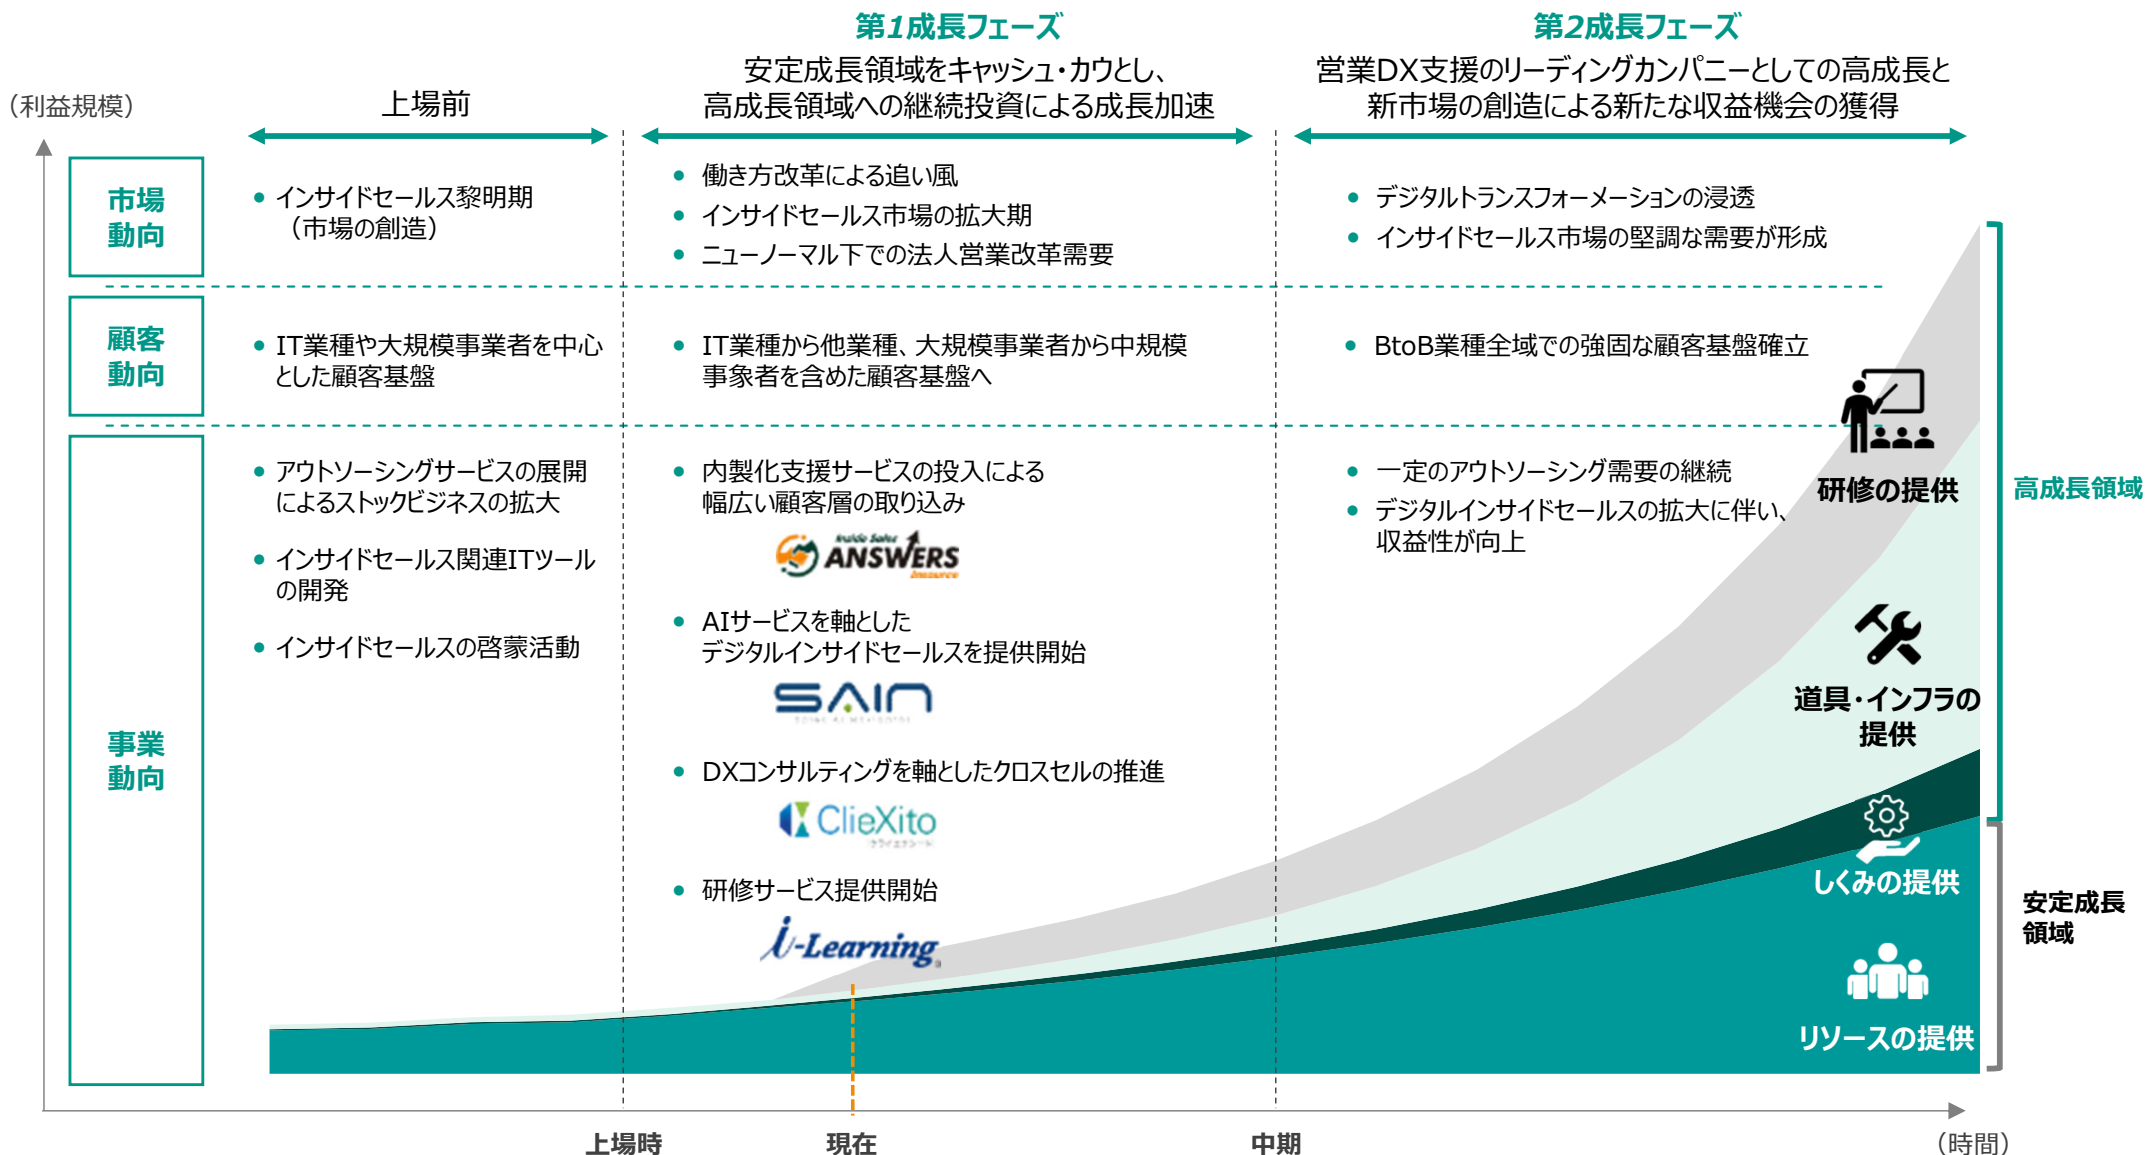 第1成長フェーズ
安定成長領域をキャッシュ・カウとし、
高成長領域への継続投資による成長加速
第2成長フェーズ
営業DX支援のリーディングカンパニーとしての高成長と
新市場の創造による新たな収益機会の獲得
（利益規模）
上場前
市場
動向
• インサイドセールス黎明期
（市場の創造）
• 働き方改革による追い風
• インサイドセールス市場の拡大期
• ニューノーマル下での法人営業改革需要
• デジタルトランスフォーメーションの浸透
• インサイドセールス市場の堅調な需要が形成
顧客
動向
• IT業種や大規模事業者を中心
とした顧客基盤
• IT業種から他業種、大規模事業者から中規模
事象者を含めた顧客基盤へ
• BtoB業種全域での強固な顧客基盤確立
事業
動向
• アウトソーシングサービスの展開
によるストックビジネスの拡大
• インサイドセールス関連ITツール
の開発
• インサイドセールスの啓蒙活動
• 内製化支援サービスの投入による
幅広い顧客層の取り込み
Inside Sales
ANSWERS
Insource
• AIサービスを軸とした
デジタルインサイドセールスを提供開始
SAIN
• DXコンサルティングを軸としたクロスセルの推進
ClieXito
クライエクシート
• 研修サービス提供開始
i-Learning
• 一定のアウトソーシング需要の継続
• デジタルインサイドセールスの拡大に伴い、
収益性が向上
研修の提供
道具・インフラの
提供
しくみの提供
リソースの提供
高成長領域
安定成長
領域
上場時
現在
中期
（時間）